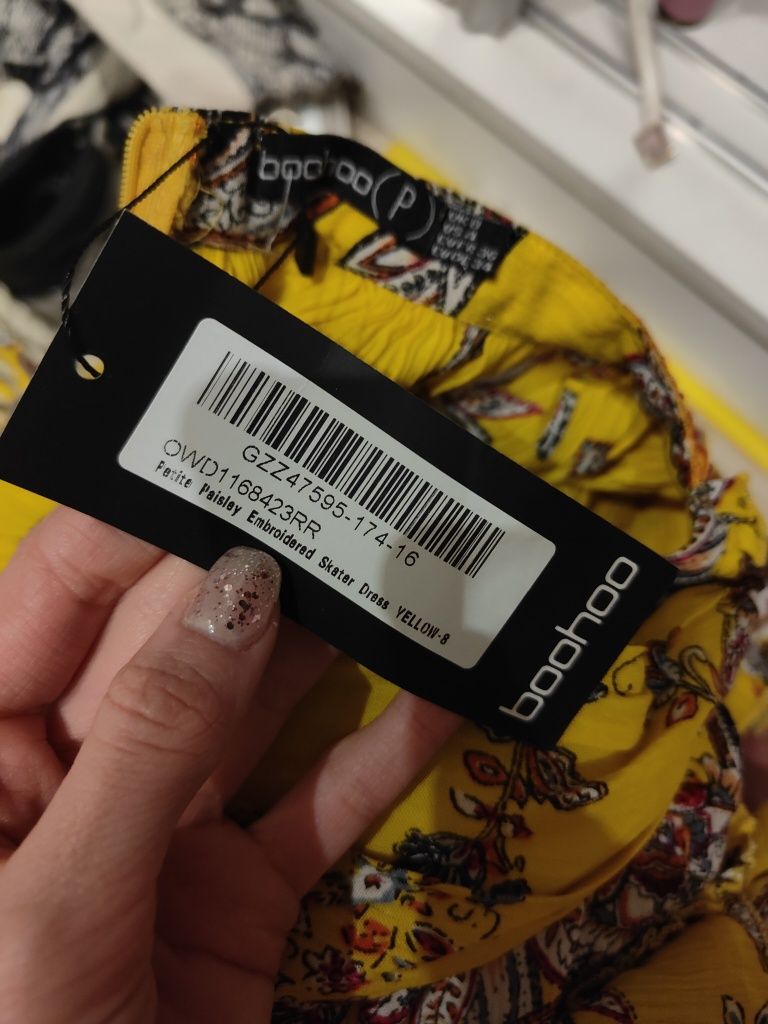 boohoo (P)
GZZ47595-174-16
OWD1168423RR
Petite Paisley Embroidered Skater Dress YELLOW-8
boohoo